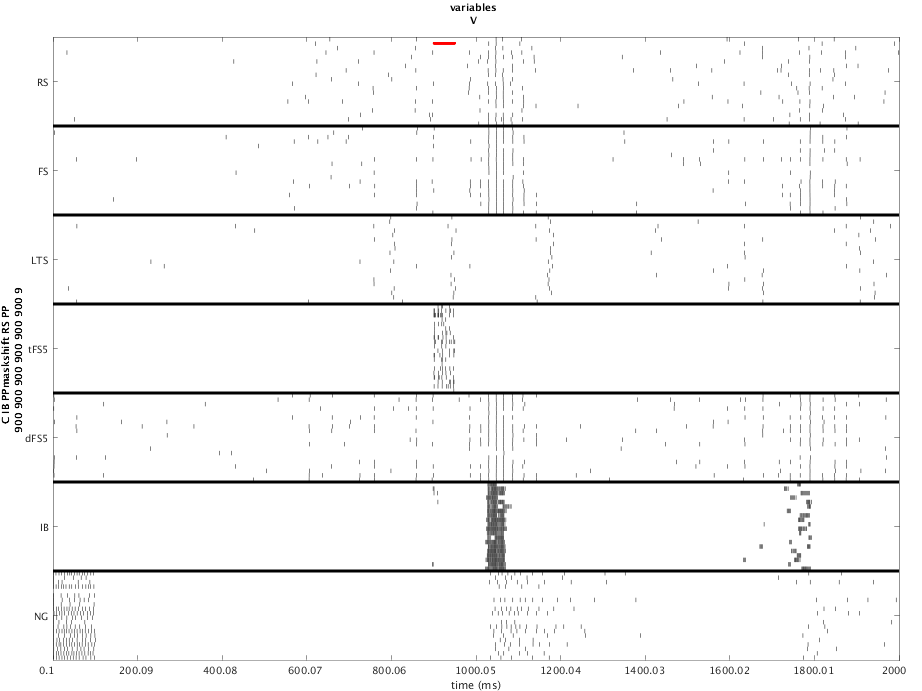 variables
V
C IB PPmaskshift RS PP
900 900 900 900 900 900 9
RS
FS
LTS
tFS5
dFS5
IB
NG
0.1 200.09 400.08 600.07 800.06 1000.05 1200.04 1400.03 1600.02 1800.01 2000
time (ms)